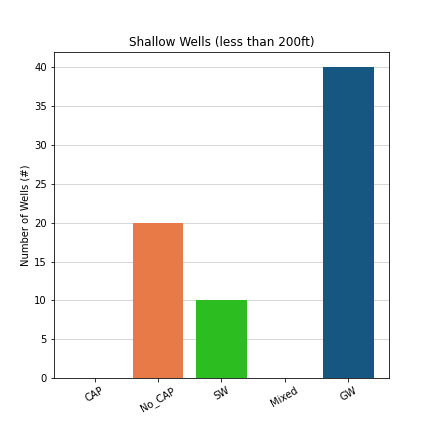 Shallow Wells (less than 200ft)
Number of Wells (#)
40
35
30
25
20
15
10
5
0
CAP
No_CAP
SW
Mixed
GW